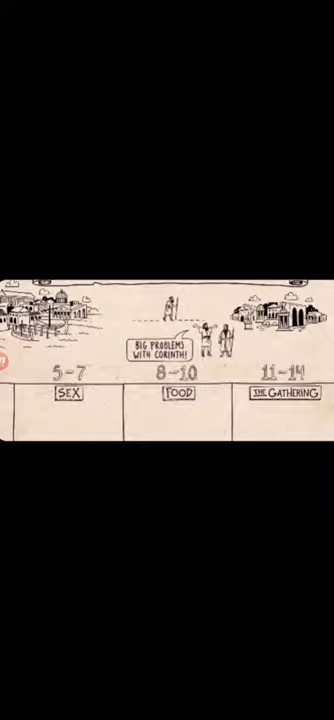 BIG PROBLEMS
WITH CORINTH!
5-7
8-10
11-14
SEX
FOOD
THE GATHERING